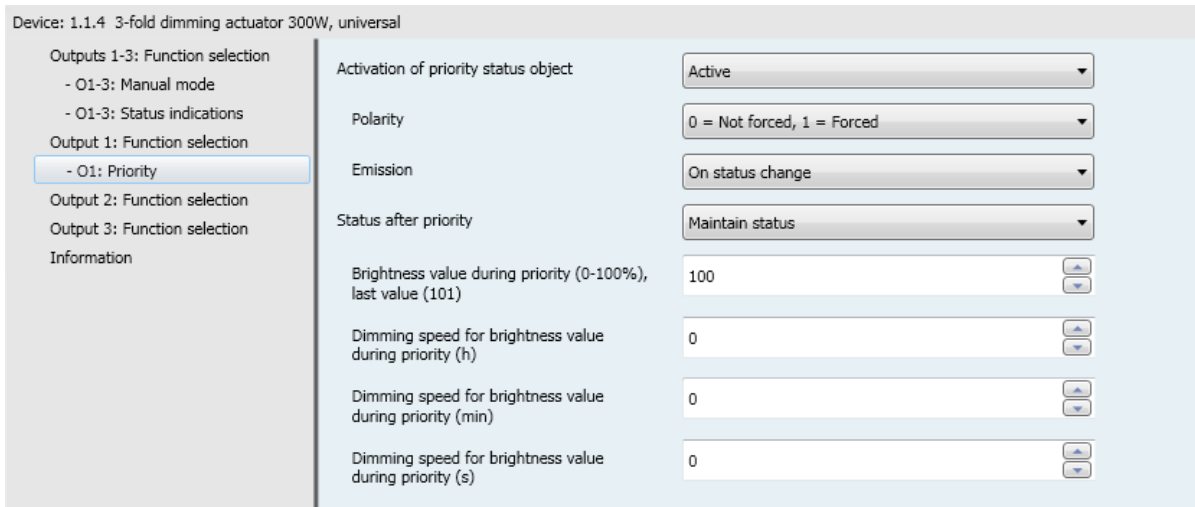 Device: 1.1.4 3-fold dimming actuator 300W, universal
Outputs 1-3: Function selection
- O1-3: Manual mode
- O1-3: Status indications
Output 1: Function selection
- O1: Priority
Output 2: Function selection
Output 3: Function selection
Information
Activation of priority status object
Active
Polarity
0 = Not forced, 1 = Forced
Emission
On status change
Status after priority
Maintain status
Brightness value during priority (0-100%),
last value (101)
100
Dimming speed for brightness value
during priority (h)
0
Dimming speed for brightness value
during priority (min)
0
Dimming speed for brightness value
during priority (s)
0